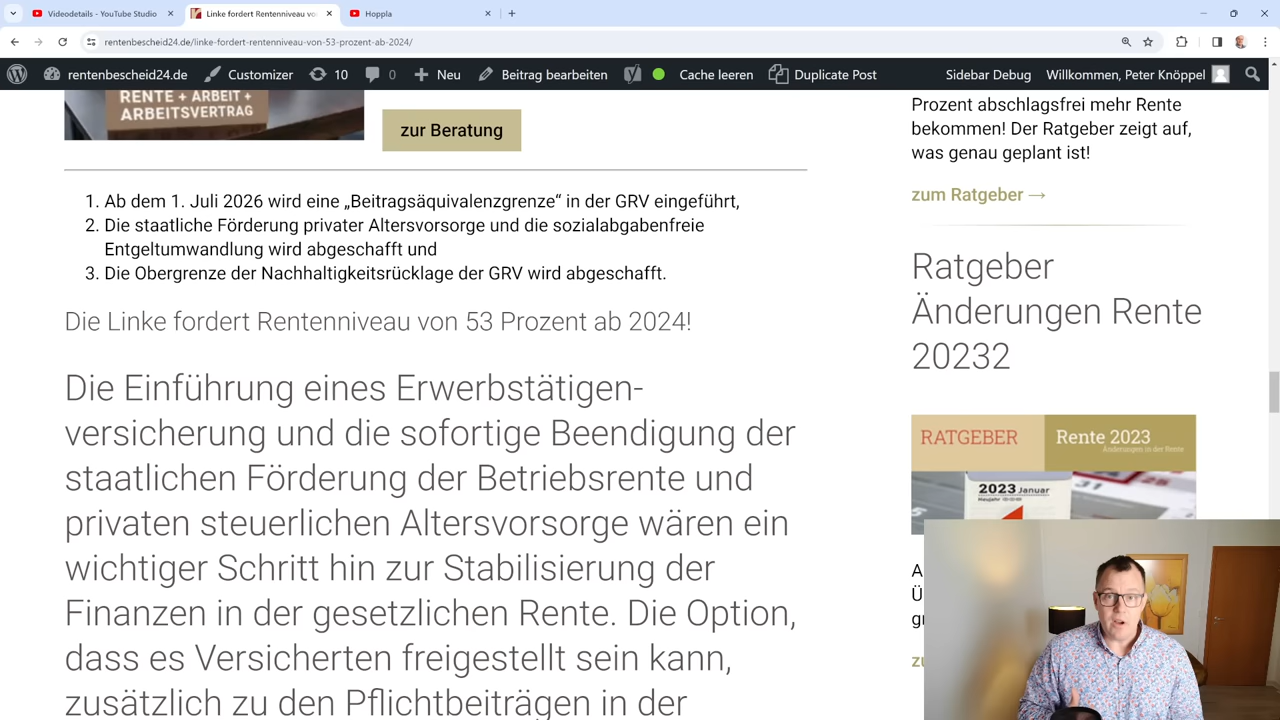 Videodetails - YouTube Studio
Linke fordert Rentenniveau vo
Hoppla
rentenbescheid24.de/linke-fordert-rentenniveau-von-53-prozent-ab-2024/
rentenbescheid24.de
Customizer
10
0
Neu
Beitrag bearbeiten
Cache leeren
Duplicate Post
Sidebar Debug
Willkommen, Peter Knöppel
RENTE + ARBEIT +
ARBEITSVERTRAG
zur Beratung
1. Ab dem 1. Juli 2026 wird eine „Beitragsäquivalenzgrenze“ in der GRV eingeführt,
2. Die staatliche Förderung privater Altersvorsorge und die sozialabgabenfreie
Entgeltumwandlung wird abgeschafft und
3. Die Obergrenze der Nachhaltigkeitsrücklage der GRV wird abgeschafft.
Die Linke fordert Rentenniveau von 53 Prozent ab 2024!
Die Einführung eines Erwerbstätigen-
versicherung und die sofortige Beendigung der
staatlichen Förderung der Betriebsrente und
privaten steuerlichen Altersvorsorge wären ein
wichtiger Schritt hin zur Stabilisierung der
Finanzen in der gesetzlichen Rente. Die Option,
dass es Versicherten freigestellt sein kann,
zusätzlich zu den Pflichtbeiträgen in der
Prozent abschlagsfrei mehr Rente
bekommen! Der Ratgeber zeigt auf,
was genau geplant ist!
zum Ratgeber →
Ratgeber
Änderungen Rente
20232
RATGEBER
Rente 2023
Änderungen in der Rente
2023 Januar
A
Ü
g
zu